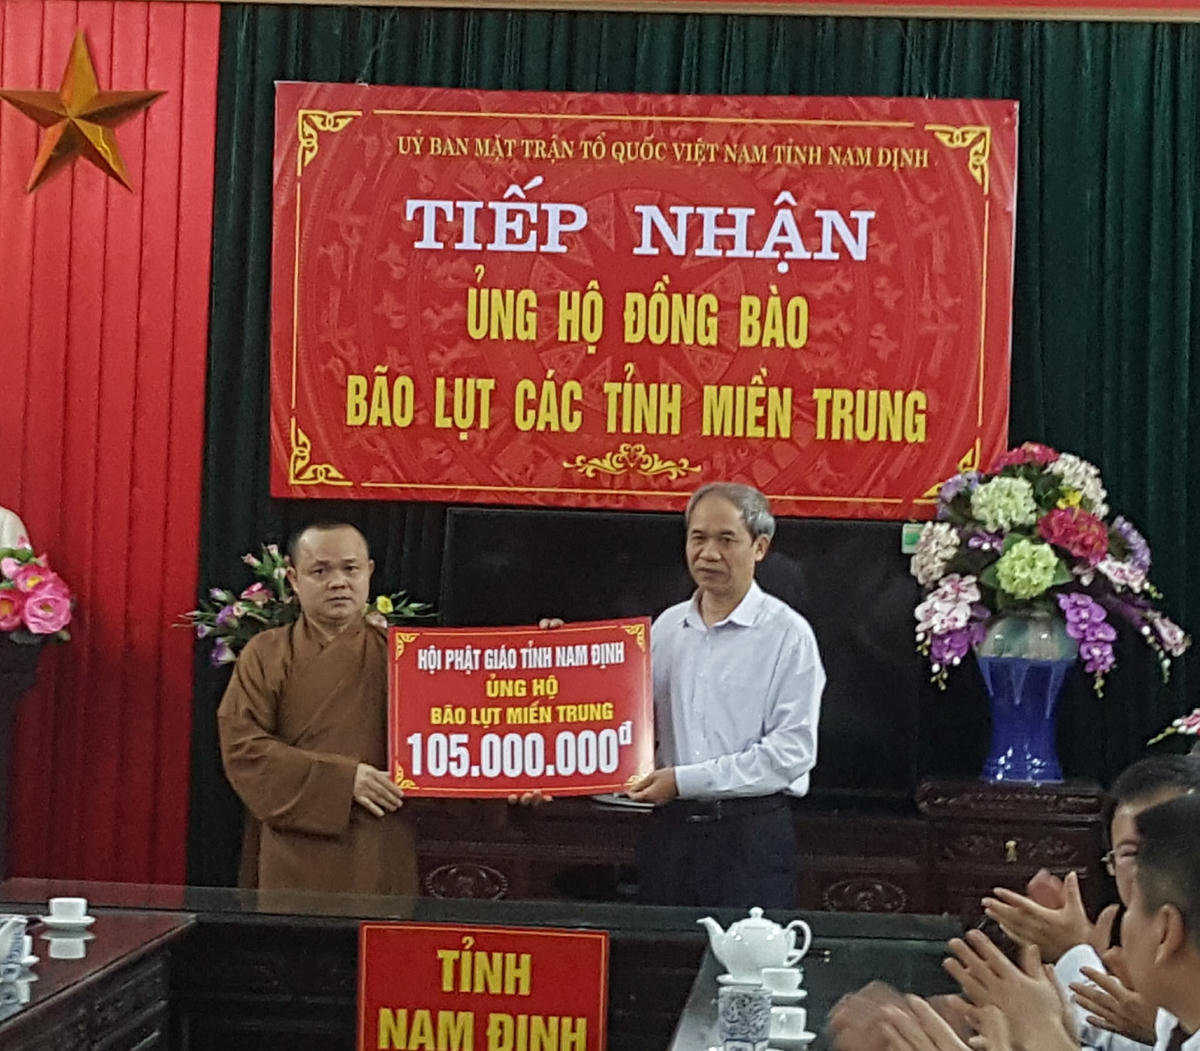 UỶ BAN MẶT TRẬN TỔ QUỐC VIỆT NAM TỈNH NAM ĐỊNH
TIẾP NHẬN
ỦNG HỘ ĐỒNG BÀO
BÃO LỤT CÁC TỈNH MIỀN TRUNG
HỘI PHẬT GIÁO TỈNH NAM ĐỊNH
ỦNG HỘ
BÃO LỤT MIỀN TRUNG
105.000.000đ
TỈNH
NAM ĐỊNH